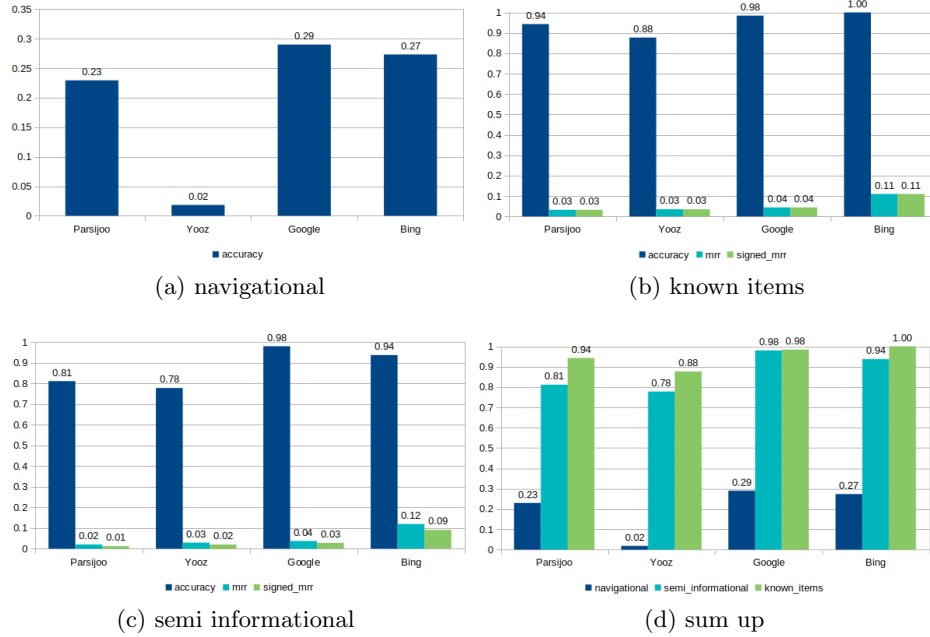 0.35
0.3
0.25
0.2
0.15
0.1
0.05
0
0.23
0.02
0.29
0.27
Parsijoo Yooz Google Bing
accuracy
(a) navigational
1
0.9
0.8
0.7
0.6
0.5
0.4
0.3
0.2
0.1
0
0.94 0.03 0.03
0.88 0.03 0.03
0.98 0.04 0.04
1.00 0.11 0.11
Parsijoo Yooz Google Bing
accuracy mrr signed_mrr
(b) known items
1
0.9
0.8
0.7
0.6
0.5
0.4
0.3
0.2
0.1
0
0.81 0.02 0.01
0.78 0.03 0.02
0.98 0.04 0.03
0.94 0.12 0.09
Parsijoo Yooz Google Bing
accuracy mrr signed_mrr
(c) semi informational
1
0.9
0.8
0.7
0.6
0.5
0.4
0.3
0.2
0.1
0
0.23 0.81 0.94
0.02 0.78 0.88
0.29 0.98 0.98
0.27 0.94 1.00
Parsijoo Yooz Google Bing
navigational semi_informational known_items
(d) sum up